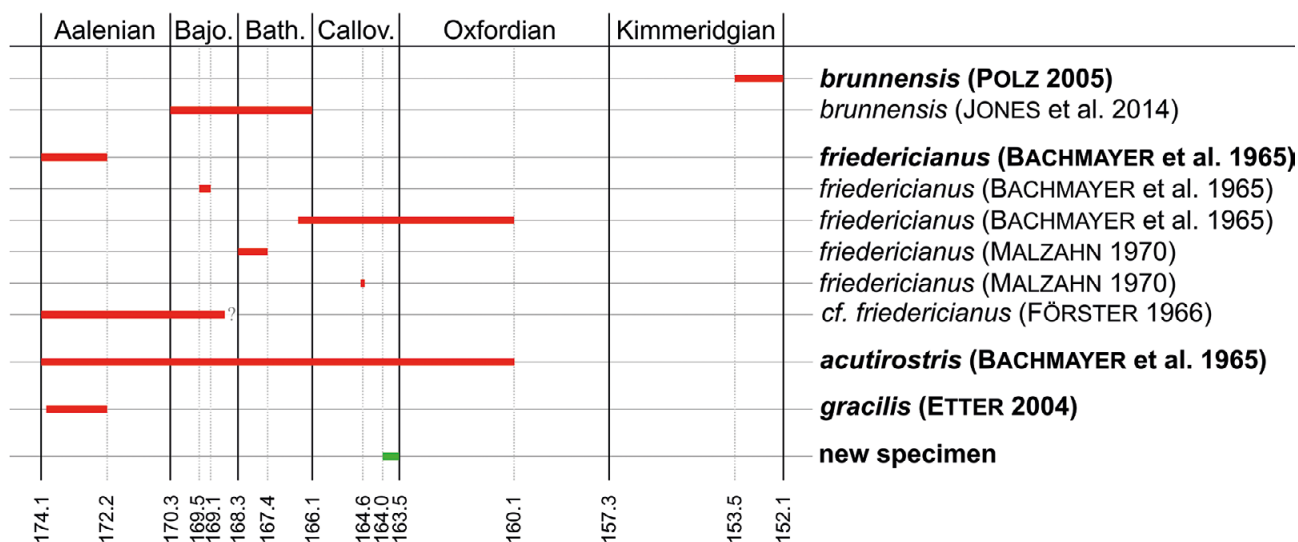 Aalenian Bajo. Bath. Callov. Oxfordian Kimmeridgian
brunnensis (POLZ 2005)
brunnensis (JONES et al. 2014)
friedericianus (BACHMAYER et al. 1965)
friedericianus (BACHMAYER et al. 1965)
friedericianus (BACHMAYER et al. 1965)
friedericianus (MALZAHN 1970)
friedericianus (MALZAHN 1970)
? cf. friedericianus (FÖRSTER 1966)
acutirostris (BACHMAYER et al. 1965)
gracilis (ETTER 2004)
new specimen
174.1
172.2
170.3
169.5
169.1
168.3
167.4
166.1
164.6
164.0
163.5
160.1
157.3
153.5
152.1